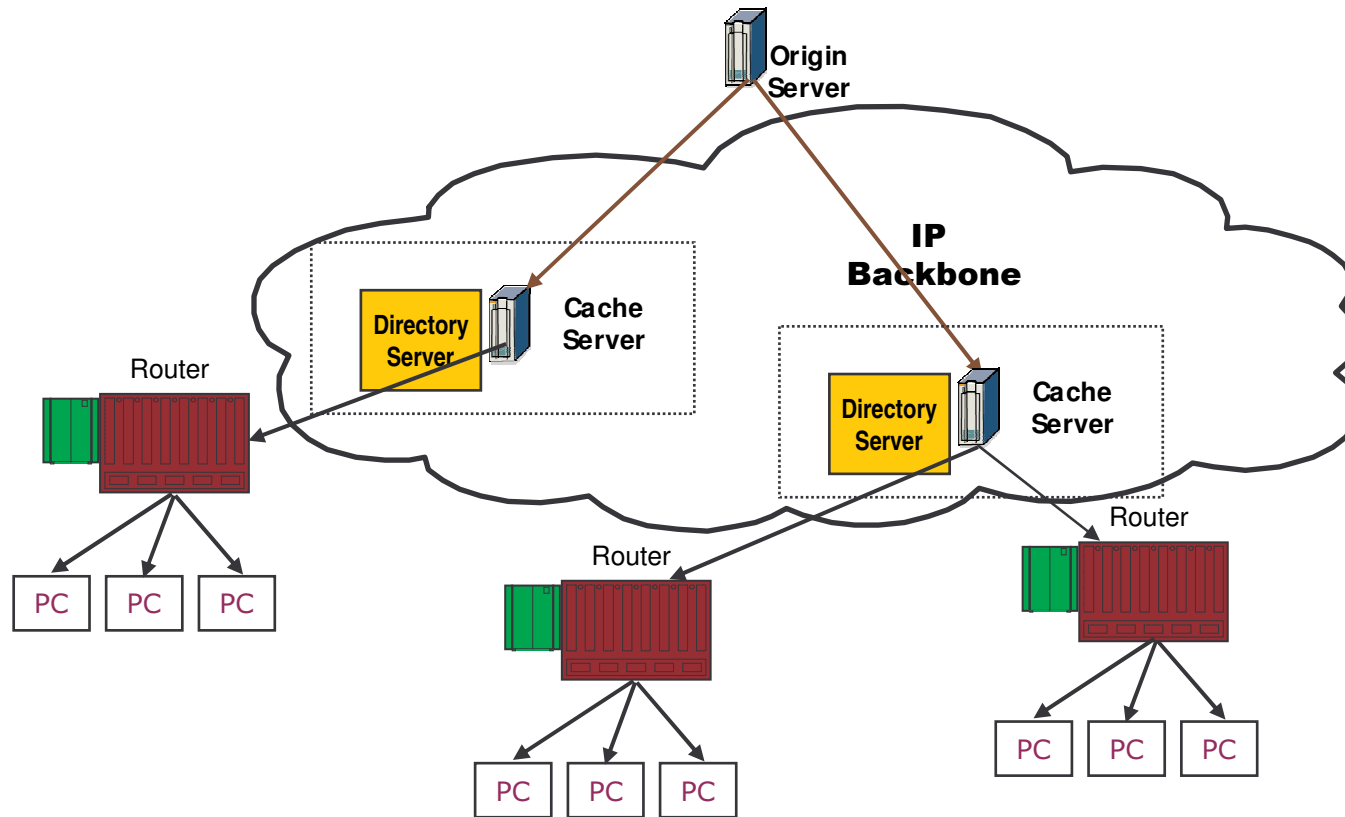 Origin
Server
IP
Backbone
Directory
Server
Cache
Server
Router
Directory
Server
Cache
Server
Router
Router
PC
PC
PC
PC
PC
PC
PC
PC
PC